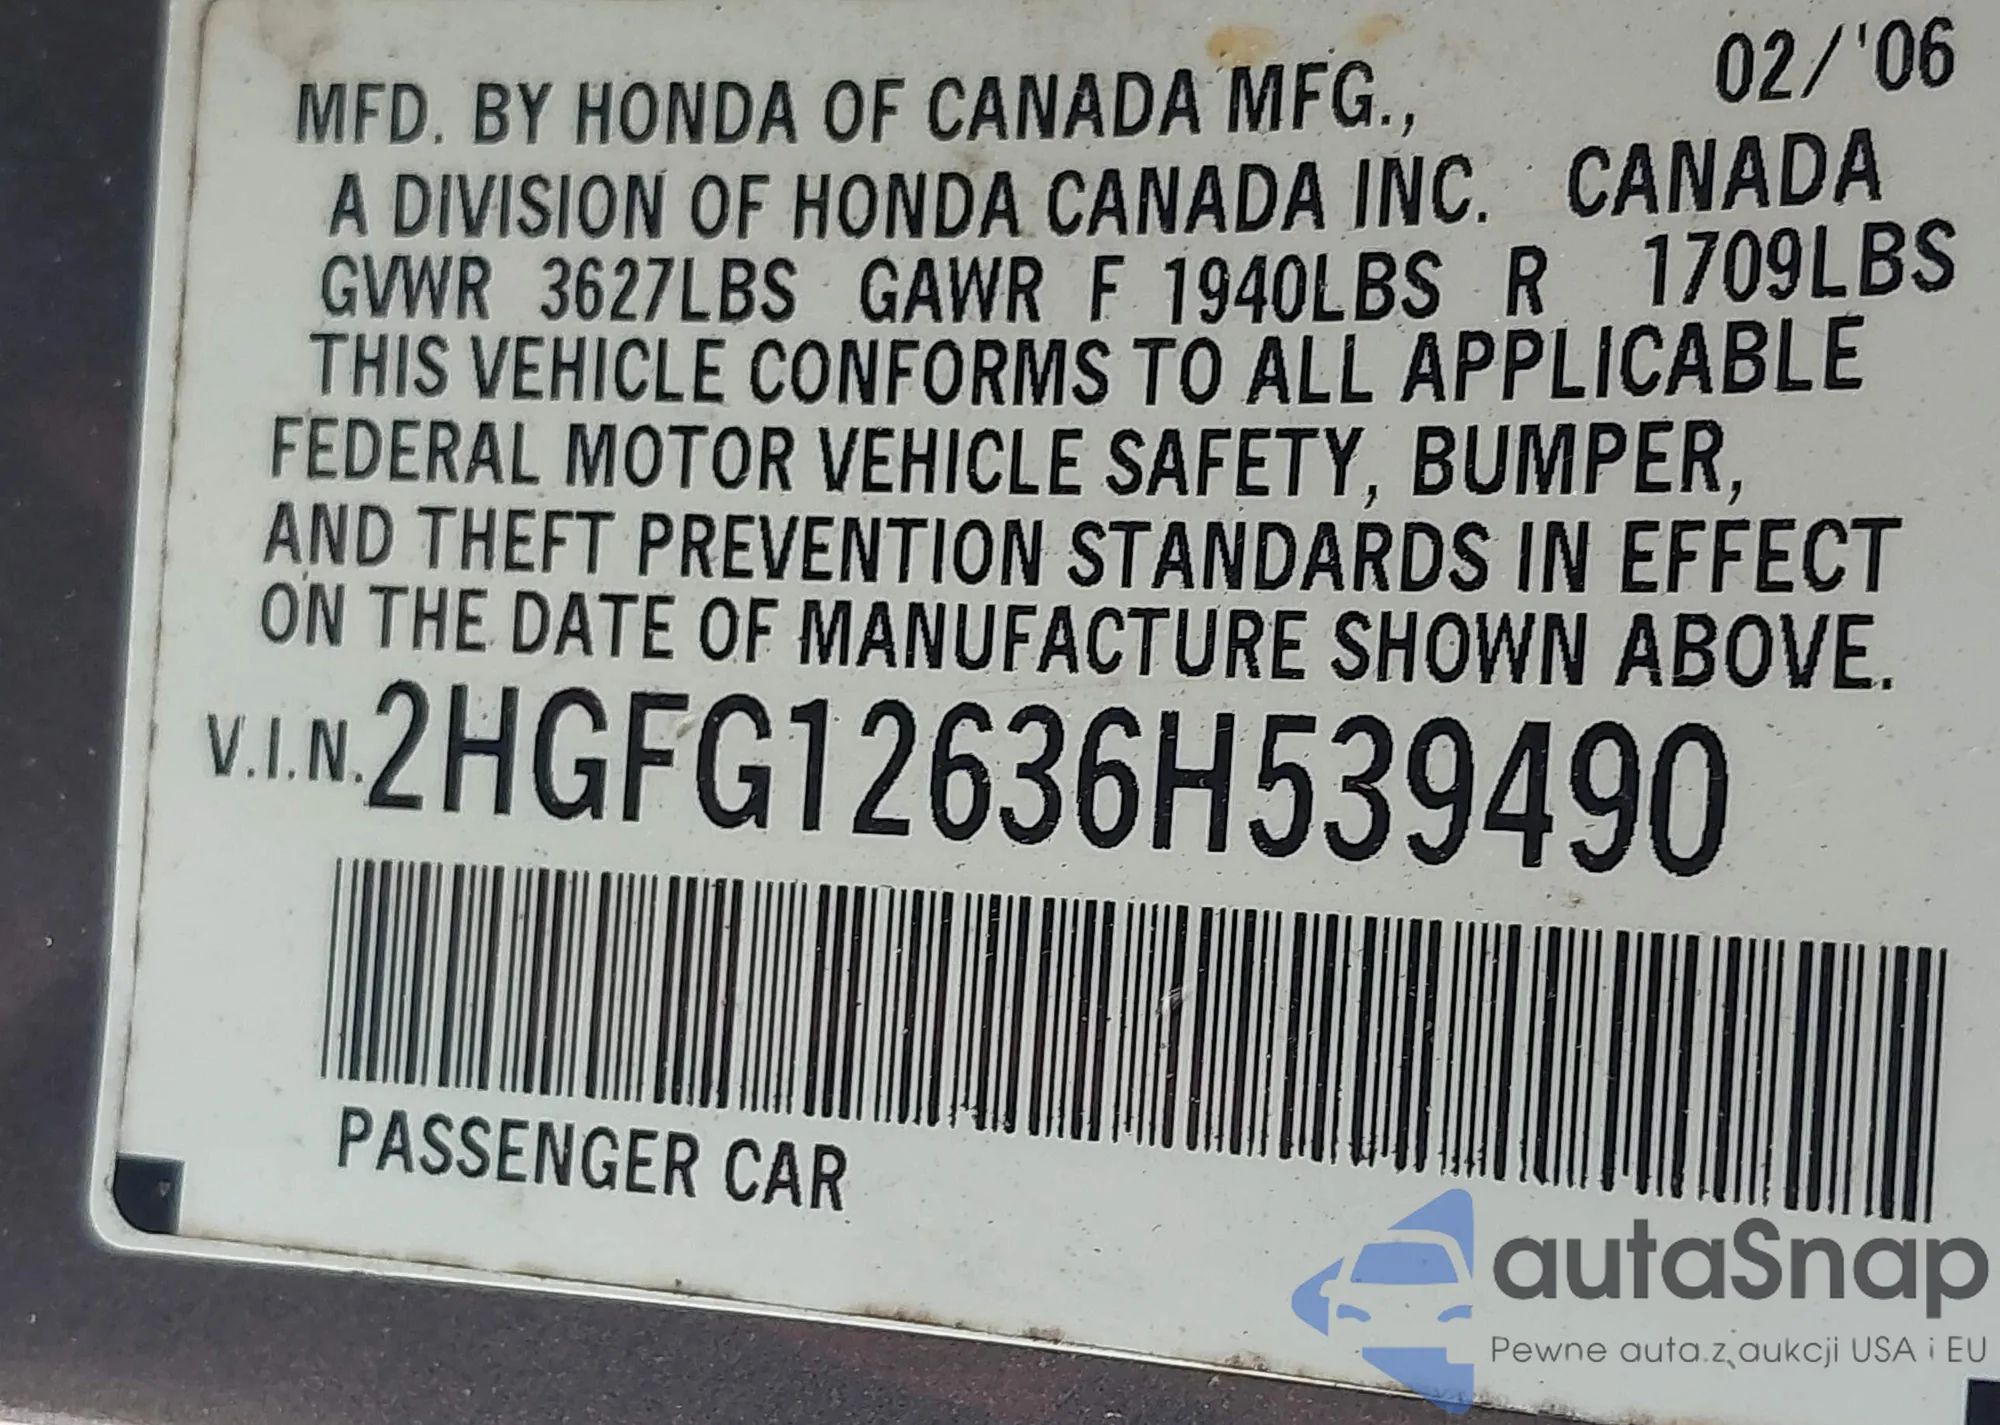 02/'06
MFD. BY HONDA OF CANADA MFG.,
A DIVISION OF HONDA CANADA INC. CANADA
GVWR 3627LBS GAWR F 1940LBS R 1709LBS
THIS VEHICLE CONFORMS TO ALL APPLICABLE
FEDERAL MOTOR VEHICLE SAFETY, BUMPER,
AND THEFT PREVENTION STANDARDS IN EFFECT
ON THE DATE OF MANUFACTURE SHOWN ABOVE.
V.I.N. 2HGFG12636H539490
PASSENGER CAR
autaSnap
Pewne auta z aukcji USA i EU